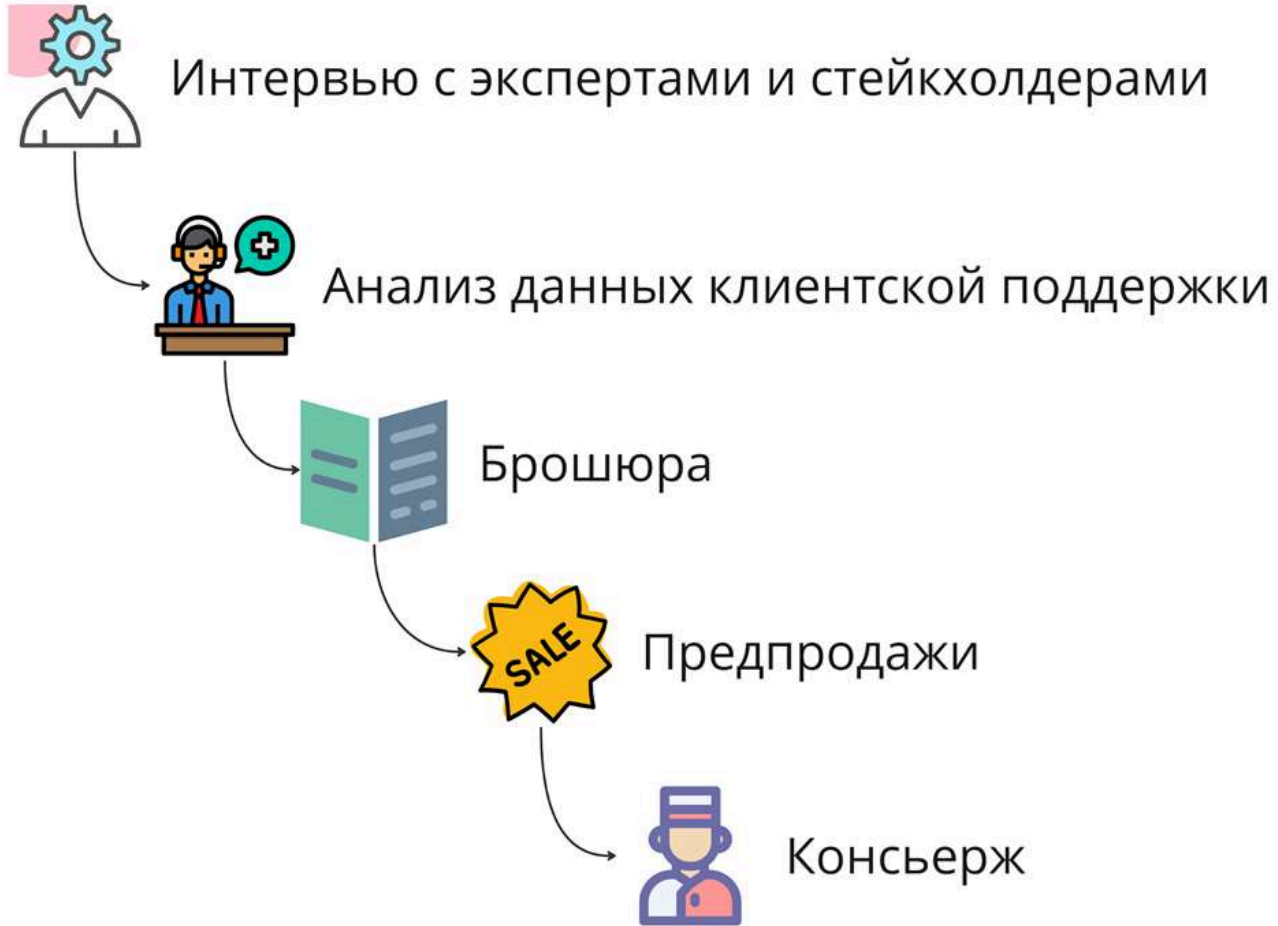 Интервью с экспертами и стейкхолдерами
Анализ данных клиентской поддержки
Брошюра
SALE
Предпродажи
Консьерж